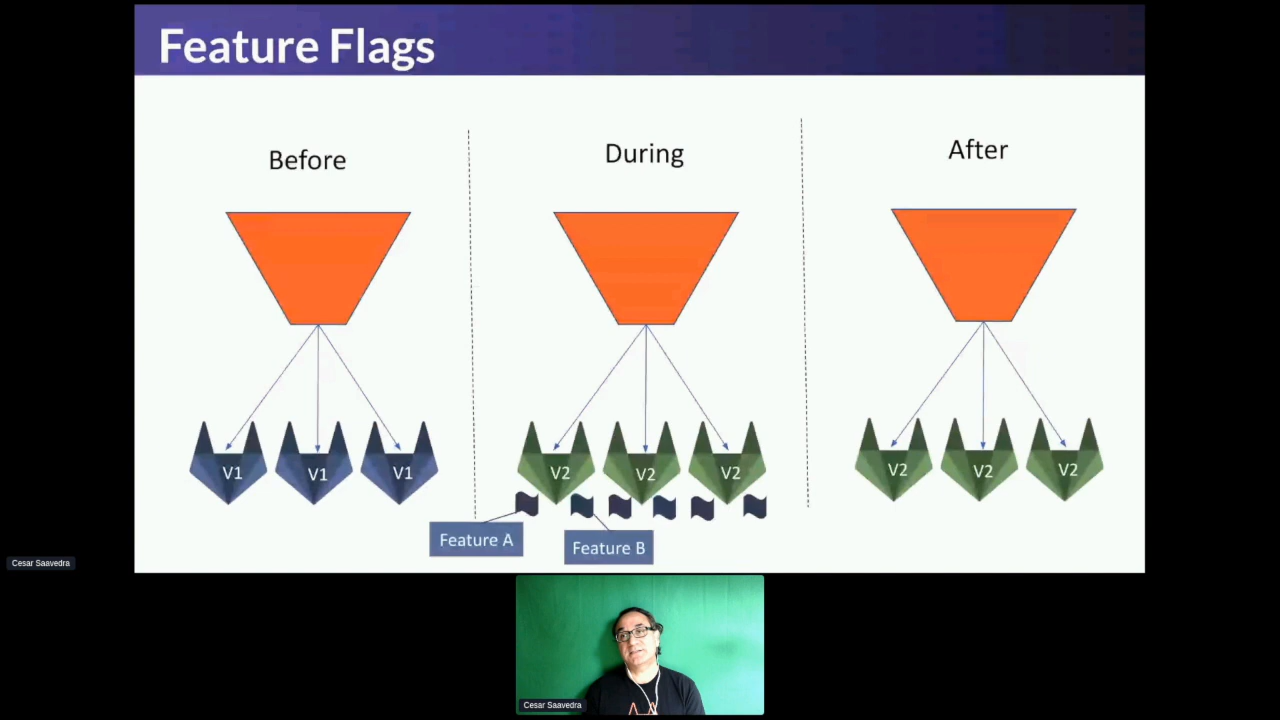 Feature Flags
Before
During
After
V1
V1
V1
V2
V2
V2
V2
V2
V2
Feature A
Feature B
Cesar Saavedra
Cesar Saavedra